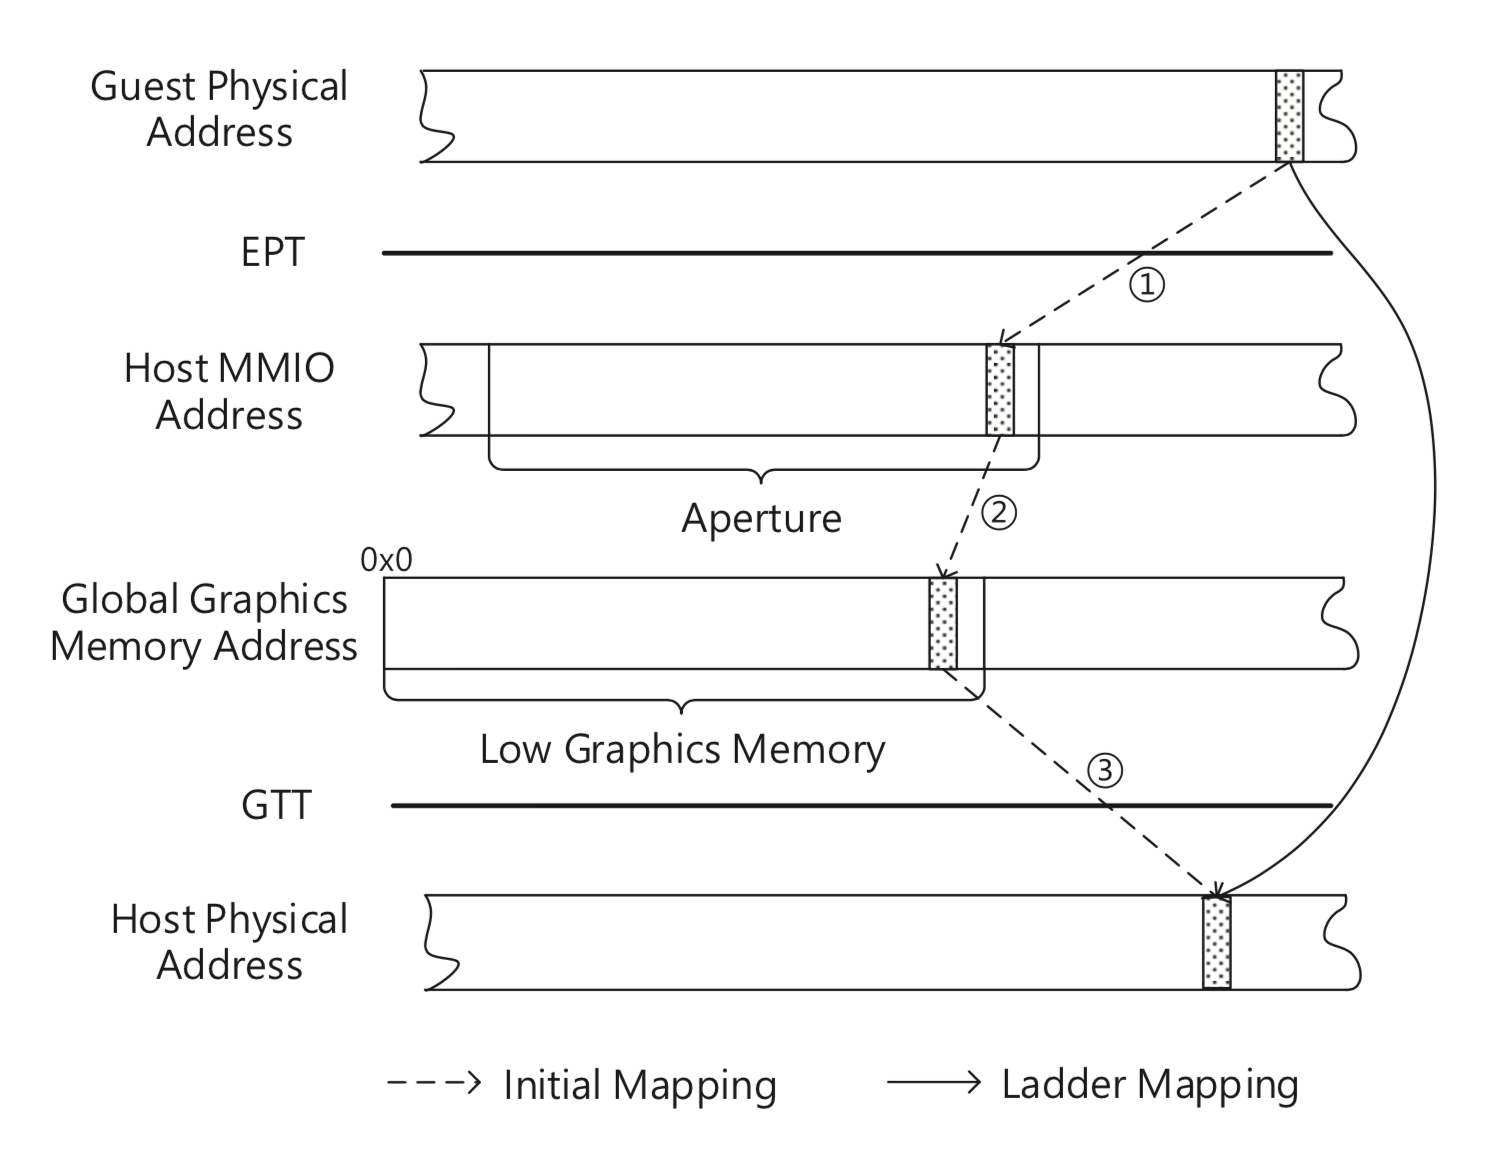 Guest Physical
Address
EPT
①
Host MMIO
Address
Aperture
②
0x0
Global Graphics
Memory Address
Low Graphics Memory
③
GTT
Host Physical
Address
Initial Mapping
Ladder Mapping